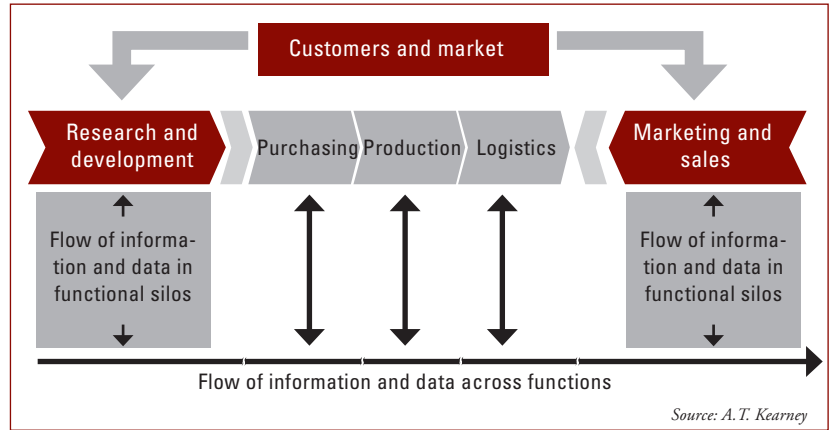 Customers and market
Research and
development
Purchasing
Production
Logistics
Marketing and
sales
Flow of informa-
tion and data in
functional silos
Flow of informa-
tion and data in
functional silos
Flow of information and data across functions
Source: A.T. Kearney